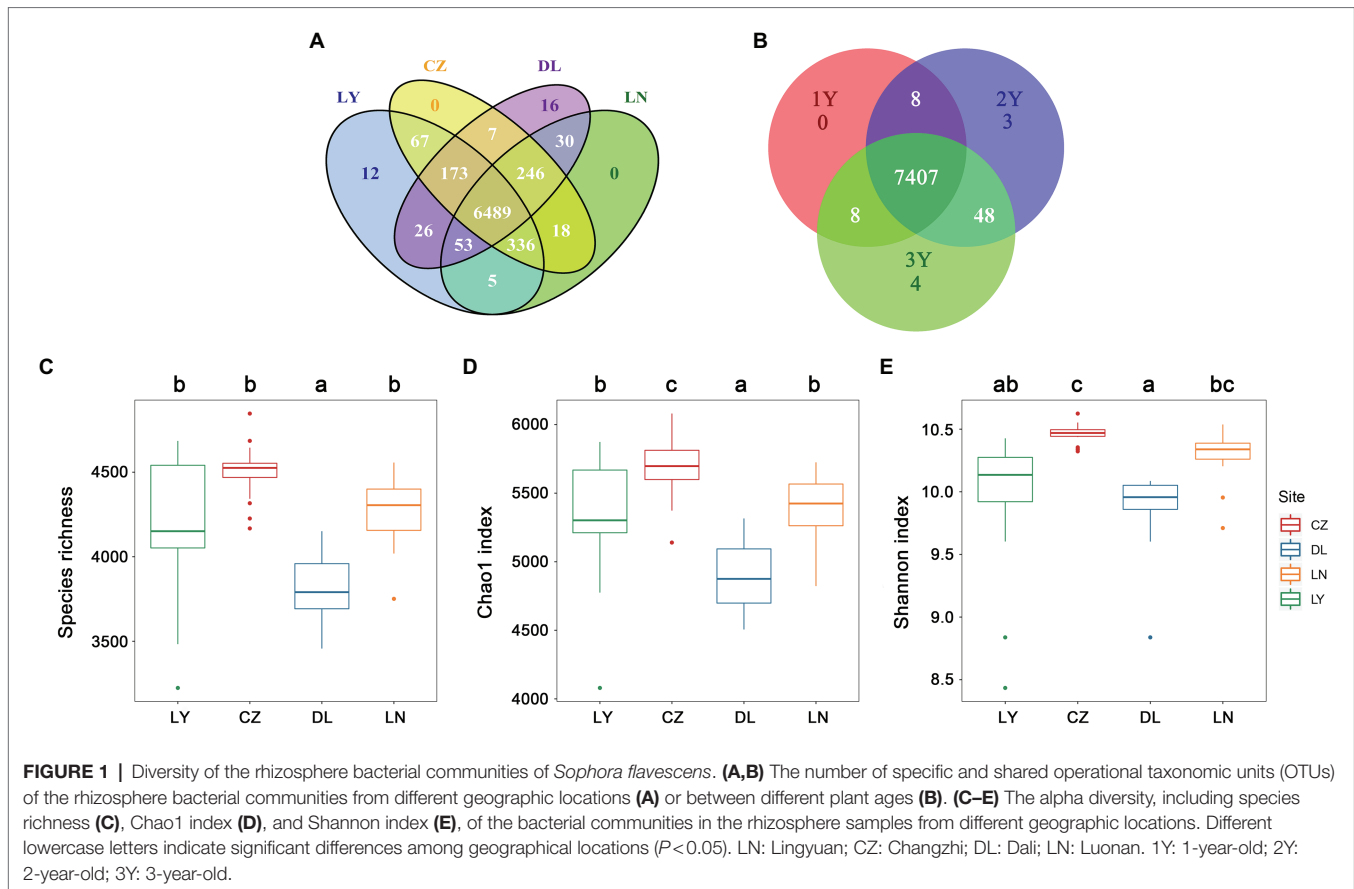 A
B
CZ
DL
LY
LN
0
16
67
7
30
12
173
246
0
6489
26
53
336
18
5
1Y
0
8
2Y
3
7407
8
48
3Y
4
C
b
b
a
b
Species richness
4500
4000
3500
LY
CZ
DL
LN
D
b
c
a
b
Chao1 index
6000
5500
5000
4500
4000
LY
CZ
DL
LN
E
ab
c
a
bc
Shannon index
10.5
10.0
9.5
9.0
8.5
LY
CZ
DL
LN
Site
CZ
DL
LN
LY
FIGURE 1 | Diversity of the rhizosphere bacterial communities of Sophora flavescens. (A,B) The number of specific and shared operational taxonomic units (OTUs)
of the rhizosphere bacterial communities from different geographic locations (A) or between different plant ages (B). (C–E) The alpha diversity, including species
richness (C), Chao1 index (D), and Shannon index (E), of the bacterial communities in the rhizosphere samples from different geographic locations. Different
lowercase letters indicate significant differences among geographical locations (P<0.05). LN: Lingyuan; CZ: Changzhi; DL: Dali; LN: Luonan. 1Y: 1-year-old; 2Y:
2-year-old; 3Y: 3-year-old.